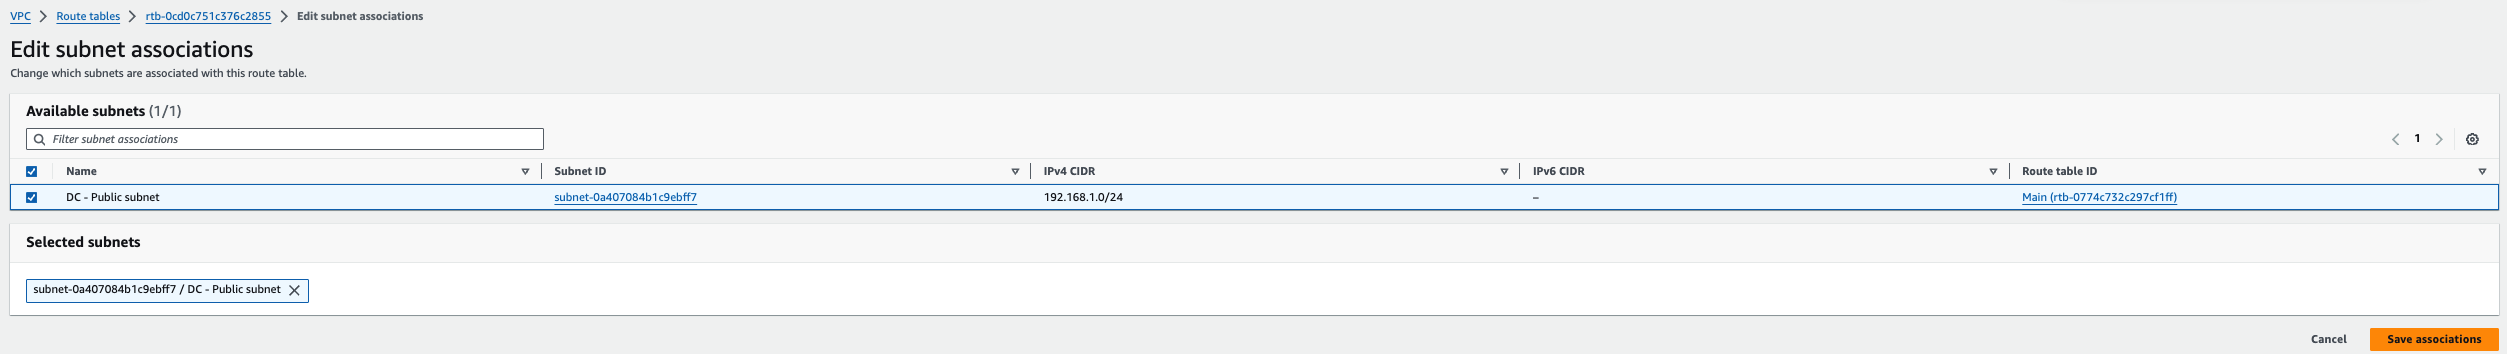 VPC > Route tables > rtb-0cd0c751c376c2855 > Edit subnet associations
Edit subnet associations
Change which subnets are associated with this route table.
Available subnets (1/1)
Filter subnet associations
1
Name Subnet ID IPv4 CIDR IPv6 CIDR Route table ID
DC - Public subnet subnet-0a407084b1c9ebff7 192.168.1.0/24 – Main (rtb-0774c732c297cf1ff)
Selected subnets
subnet-0a407084b1c9ebff7 / DC - Public subnet
Cancel Save associations